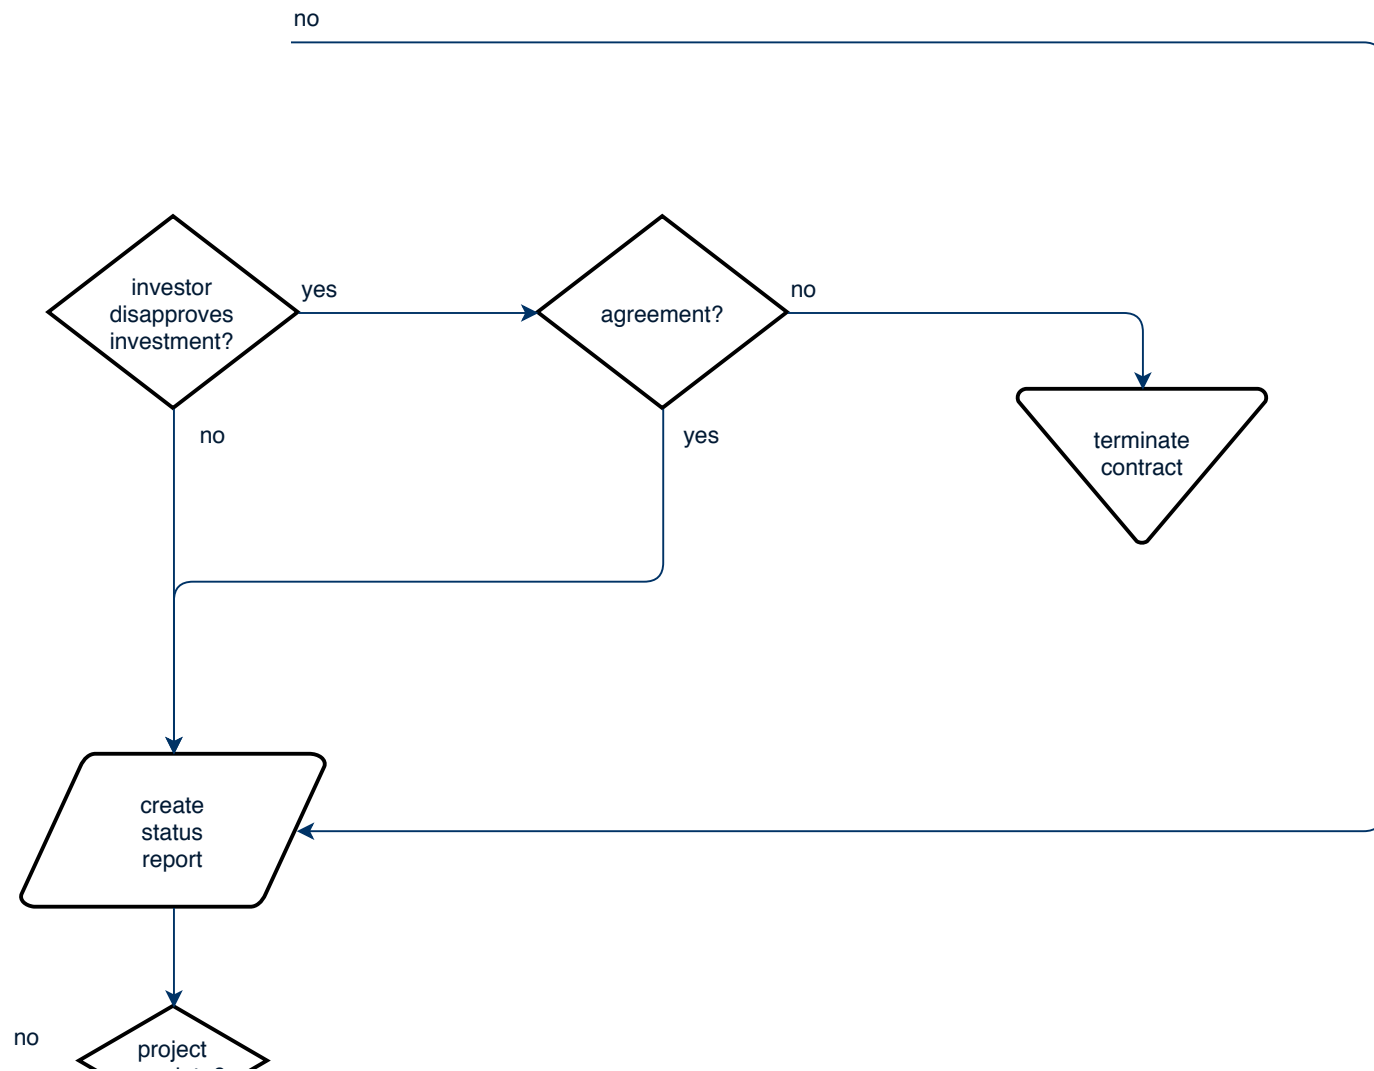 no
investor
disapproves
investment?
yes
agreement?
no
no
yes
terminate
contract
create
status
report
no
project